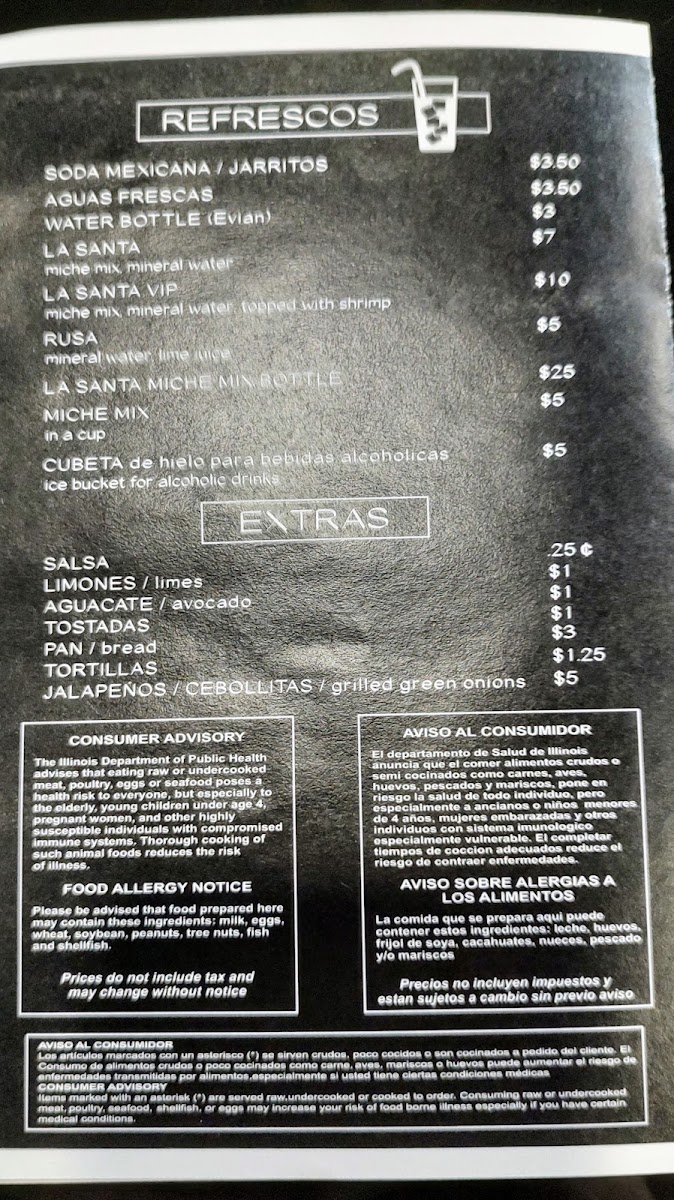 REFRESCOS
SODA MEXICANA / JARRITOS $3.50
AGUAS FRESCAS $3.50
WATER BOTTLE (Evian) $3
LA SANTA $7
miche mix, mineral water
LA SANTA VIP $10
miche mix, mineral water, topped with shrimp
RUSA $5
mineral water, lime juice
LA SANTA MICHE MIX BOTTLE $25
MICHE MIX $5
in a cup
CUBETA de hielo para bebidas alcoholicas $5
ice bucket for alcoholic drinks
EXTRAS
SALSA .25 ¢
LIMONES / limes $1
AGUACATE / avocado $1
TOSTADAS $1
PAN / bread $3
TORTILLAS $1.25
JALAPEÑOS / CEBOLLITAS / grilled green onions $5
CONSUMER ADVISORY
The Illinois Department of Public Health
advises that eating raw or undercooked
meat, poultry, eggs or seafood poses a
health risk to everyone, but especially to
the elderly, young children under age 4,
pregnant women, and other highly
susceptible individuals with compromised
immune systems. Thorough cooking of
such animal foods reduces the risk
of illness.
FOOD ALLERGY NOTICE
Please be advised that food prepared here
may contain these ingredients: milk, eggs,
wheat, soybean, peanuts, tree nuts, fish
and shellfish.
Prices do not include tax and
may change without notice
AVISO AL CONSUMIDOR
El departamento de Salud de Illinois
anuncia que el comer alimentos crudos o
semi cocinados como carnes, aves,
huevos, pescados y mariscos, pone en
riesgo la salud de todo individuo, pero
especialmente a ancianos o niños menores
de 4 años, mujeres embarazadas y otros
individuos con sistema imunologico
especialmente vulnerable. El completar
tiempos de coccion adecuados reduce el
riesgo de contraer enfermedades.
AVISO SOBRE ALERGIAS A
LOS ALIMENTOS
La comida que se prepara aqui puede
contener estos ingredientes: leche, huevos,
frijol de soya, cacahuates, nueces, pescado
y/o mariscos
Precios no incluyen impuestos y
estan sujetos a cambio sin previo aviso
AVISO AL CONSUMIDOR
Los artículos marcados con un asterisco (*) se sirven crudos, poco cocidos o son cocinados a pedido del cliente. El
Consumo de alimentos crudos o poco cocinados como carne, aves, mariscos o huevos puede aumentar el riesgo de
enfermedades transmitidas por alimentos,especialmente si usted tiene ciertas condiciones médicas
CONSUMER ADVISORY
Items marked with an asterisk (*) are served raw,undercooked or cooked to order. Consuming raw or undercooked
meat, poultry, seafood, shellfish, or eggs may increase your risk of food borne illness especially if you have certain
medical conditions.